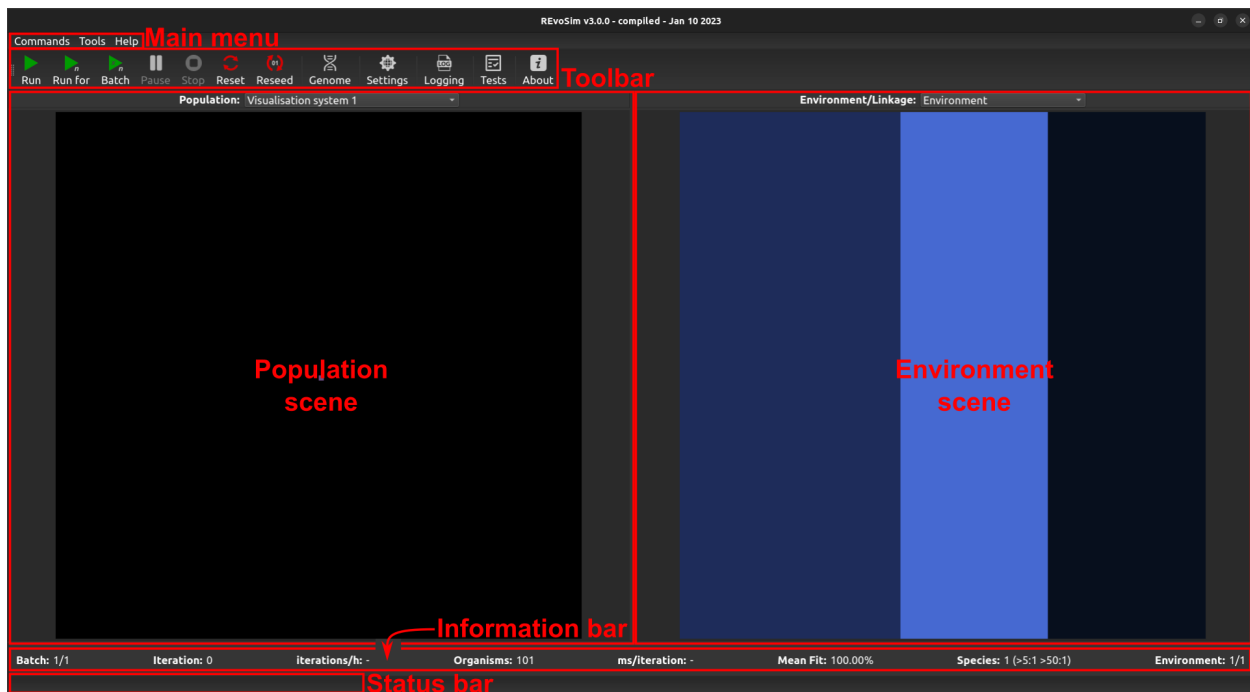 REvoSim v3.0.0 - compiled - Jan 10 2023
Commands Tools Help Main menu
Run Run for Batch Pause Stop Reset Reseed Genome Settings Logging Tests About Toolbar
Population: Visualisation system 1
Environment/Linkage: Environment
Population
scene
Environment
scene
Information bar
Batch: 1/1 Iteration: 0 iterations/h: - Organisms: 101 ms/iteration: - Mean Fit: 100.00% Species: 1 (>5:1 >50:1) Environment: 1/1
Status bar